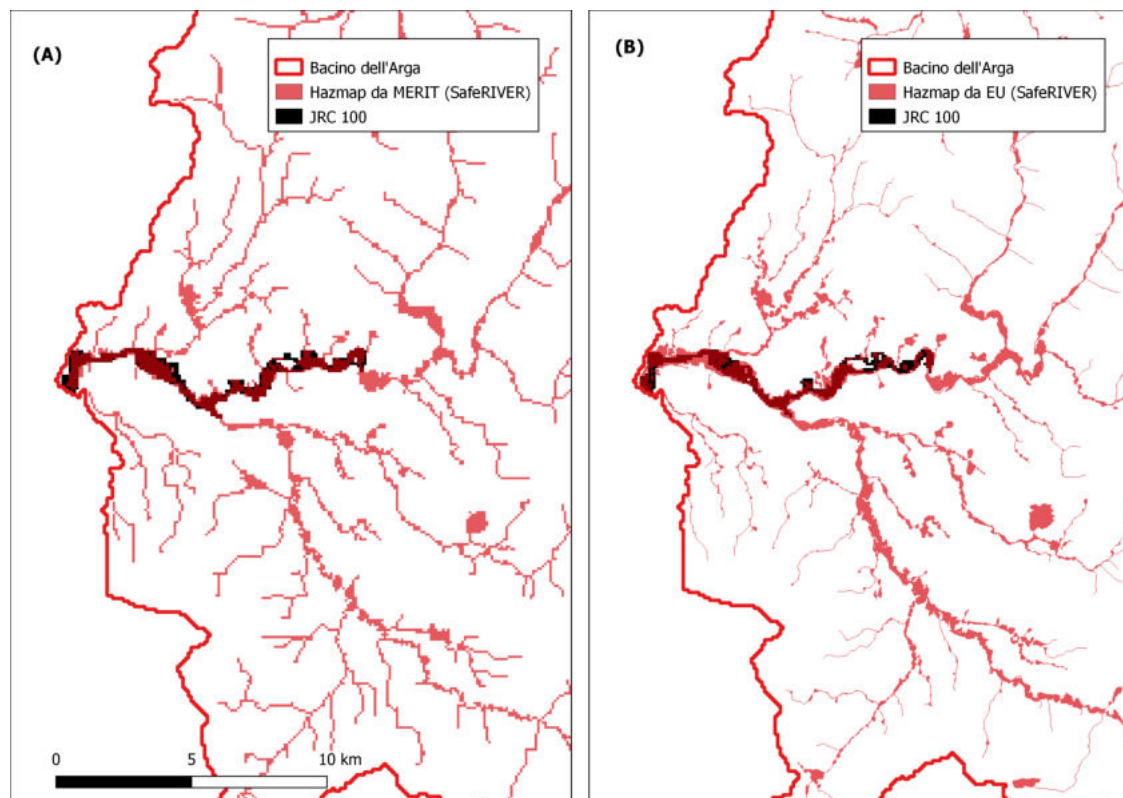 (A)
Bacino dell'Arga
Hazmap da MERIT (SafeRIVER)
JRC 100
0 5 10 km
(B)
Bacino dell'Arga
Hazmap da EU (SafeRIVER)
JRC 100